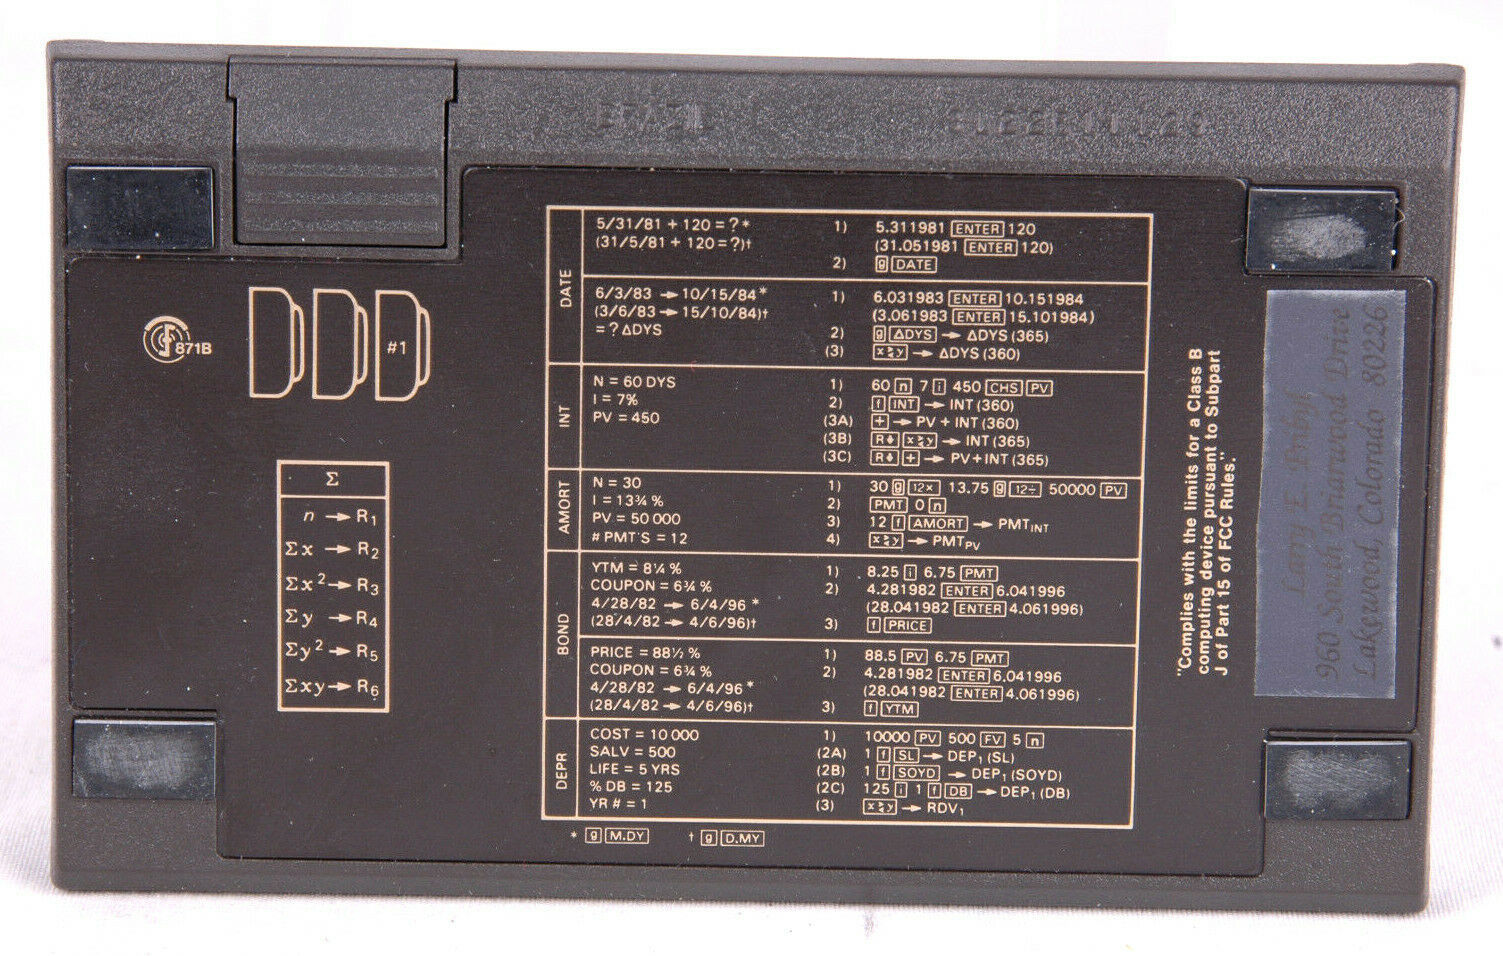 BRAZIL
871B
#1
Σ
n → R1
Σx → R2
Σx² → R3
Σy → R4
Σy² → R5
Σxy → R6
DATE
5/31/81 + 120 = ?* 1) 5.311981 ENTER 120
(31/5/81 + 120 = ?)† (31.051981 ENTER 120)
2) g DATE
6/3/83 → 10/15/84* 1) 6.031983 ENTER 10.151984
(3/6/83 → 15/10/84)† (3.061983 ENTER 15.101984)
= ? ΔDYS 2) g ΔDYS → ΔDYS (365)
(3) x≷y → ΔDYS (360)
INT
N = 60 DYS 1) 60 n 7 i 450 CHS PV
I = 7% 2) f INT → INT (360)
PV = 450 (3A) + → PV + INT (360)
(3B) R↓ x≷y → INT (365)
(3C) R↓ + → PV+INT (365)
AMORT
N = 30 1) 30 g 12× 13.75 g 12÷ 50000 PV
I = 13¾ % 2) PMT 0 n
PV = 50 000 3) 12 f AMORT → PMT INT
# PMT'S = 12 4) x≷y → PMT PV
BOND
YTM = 8¼ % 1) 8.25 i 6.75 PMT
COUPON = 6¾ % 2) 4.281982 ENTER 6.041996
4/28/82 → 6/4/96 * (28.041982 ENTER 4.061996)
(28/4/82 → 4/6/96)† 3) f PRICE
PRICE = 88½ % 1) 88.5 PV 6.75 PMT
COUPON = 6¾ % 2) 4.281982 ENTER 6.041996
4/28/82 → 6/4/96 * (28.041982 ENTER 4.061996)
(28/4/82 → 4/6/96)† 3) f YTM
DEPR
COST = 10 000 1) 10000 PV 500 FV 5 n
SALV = 500 (2A) 1 f SL → DEP1 (SL)
LIFE = 5 YRS (2B) 1 f SOYD → DEP1 (SOYD)
% DB = 125 (2C) 125 i 1 f DB → DEP1 (DB)
YR # = 1 (3) x≷y → RDV1
* g M.DY † g D.MY
"Complies with the limits for a Class B
computing device pursuant to Subpart
J of Part 15 of FCC Rules."
Larry E.
960 South Briarwood Drive
Lakewood, Colorado 80226